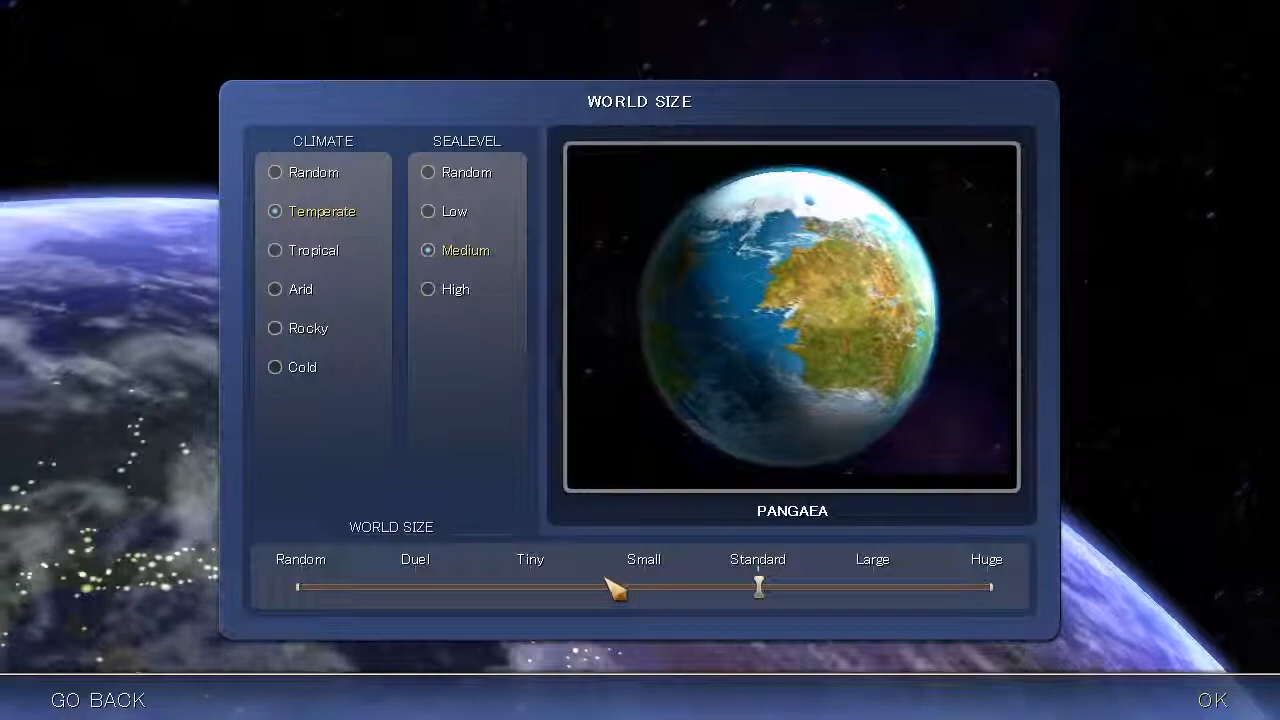 WORLD SIZE
CLIMATE
Random
Temperate
Tropical
Arid
Rocky
Cold
SEALEVEL
Random
Low
Medium
High
PANGAEA
WORLD SIZE
Random Duel Tiny Small Standard Large Huge
GO BACK OK